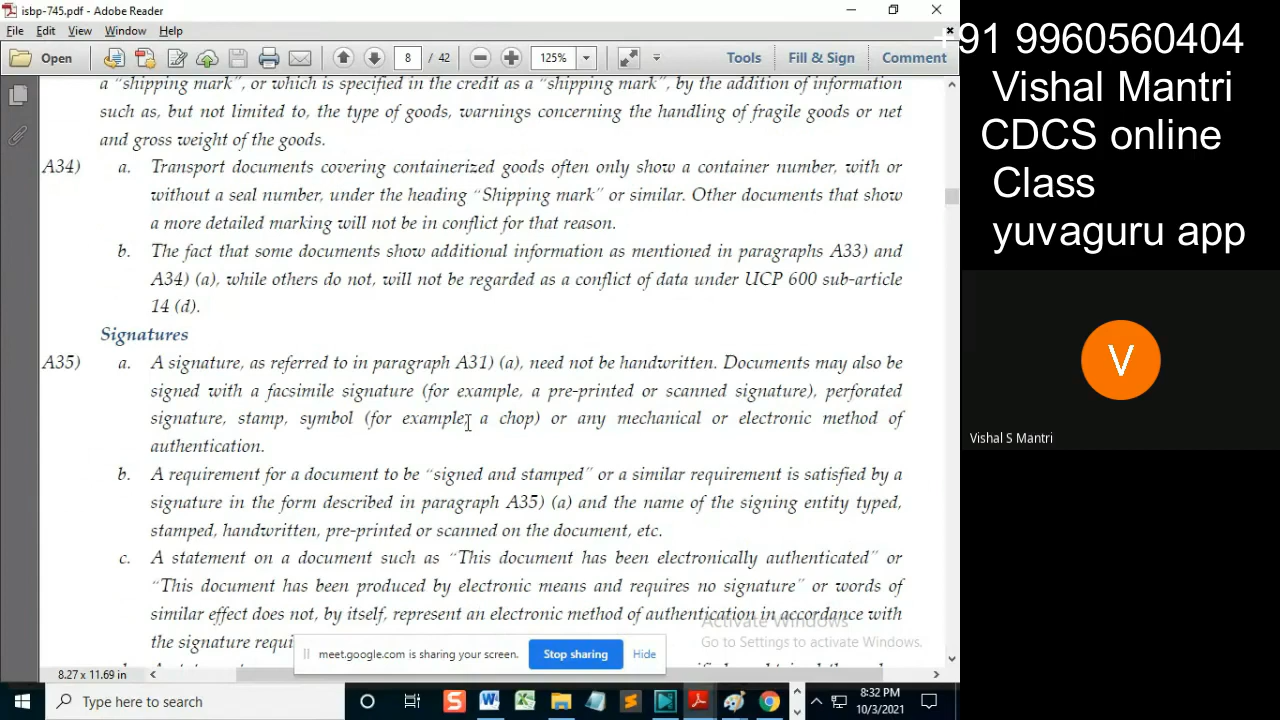 isbp-745.pdf - Adobe Reader
File Edit View Window Help
Open 8 / 42 125% Tools Fill & Sign Comment
a “shipping mark”, or which is specified in the credit as a “shipping mark”, by the addition of information
such as, but not limited to, the type of goods, warnings concerning the handling of fragile goods or net
and gross weight of the goods.
A34) a. Transport documents covering containerized goods often only show a container number, with or
without a seal number, under the heading “Shipping mark” or similar. Other documents that show
a more detailed marking will not be in conflict for that reason.
b. The fact that some documents show additional information as mentioned in paragraphs A33) and
A34) (a), while others do not, will not be regarded as a conflict of data under UCP 600 sub-article
14 (d).
Signatures
A35) a. A signature, as referred to in paragraph A31) (a), need not be handwritten. Documents may also be
signed with a facsimile signature (for example, a pre-printed or scanned signature), perforated
signature, stamp, symbol (for example, a chop) or any mechanical or electronic method of
authentication.
b. A requirement for a document to be “signed and stamped” or a similar requirement is satisfied by a
signature in the form described in paragraph A35) (a) and the name of the signing entity typed,
stamped, handwritten, pre-printed or scanned on the document, etc.
c. A statement on a document such as “This document has been electronically authenticated” or
“This document has been produced by electronic means and requires no signature” or words of
similar effect does not, by itself, represent an electronic method of authentication in accordance with
the signature requi
Activate Windows
Go to Settings to activate Windows.
meet.google.com is sharing your screen. Stop sharing Hide
8.27 x 11.69 in
Type here to search
8:32 PM
10/3/2021
+91 9960560404
Vishal Mantri
CDCS online
Class
yuvaguru app
V
Vishal S Mantri